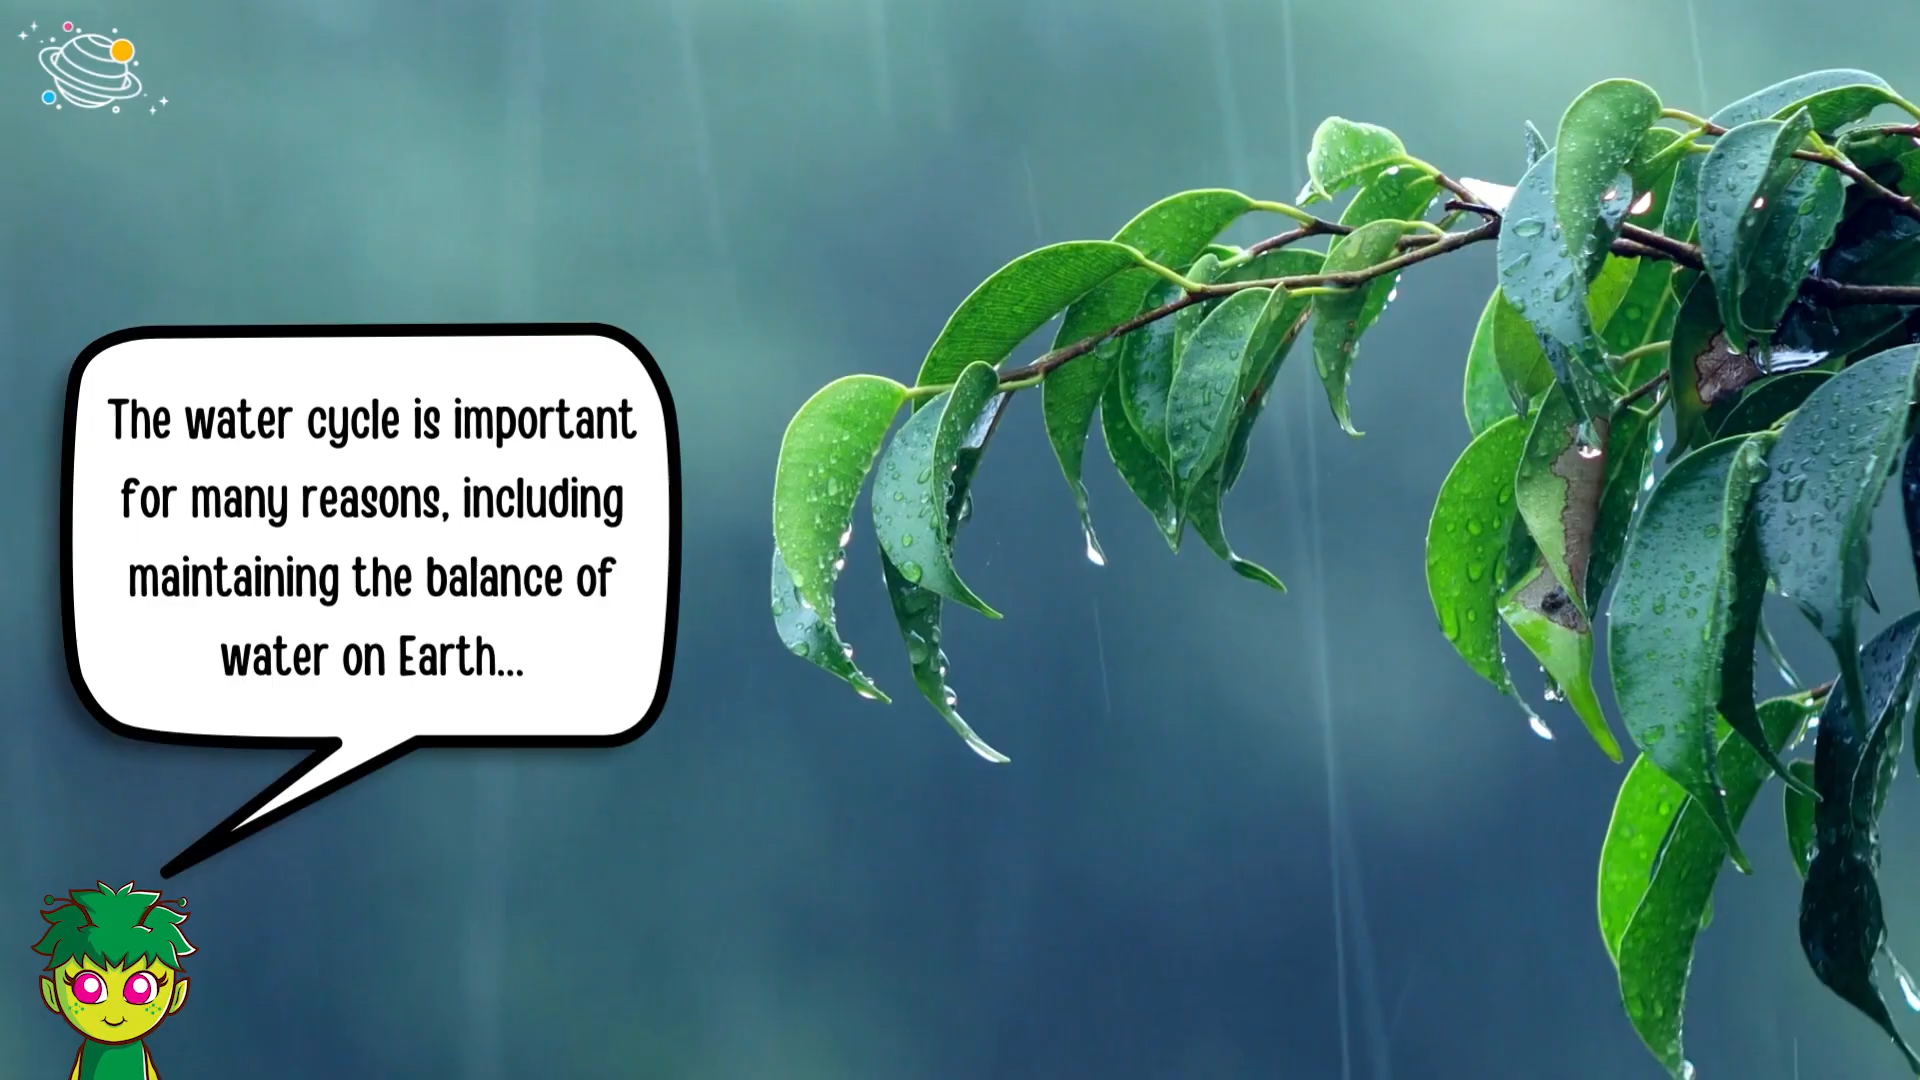 The water cycle is important
for many reasons, including
maintaining the balance of
water on Earth...